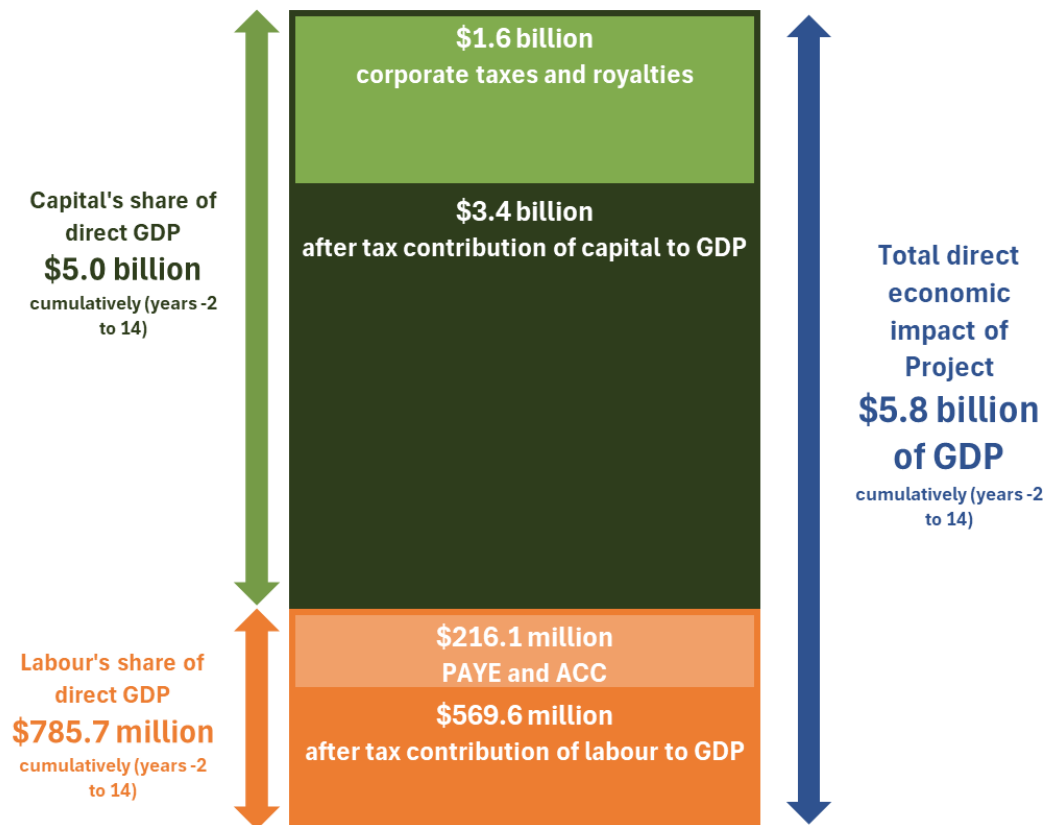 $1.6 billion
corporate taxes and royalties
$3.4 billion
after tax contribution of capital to GDP
Capital's share of
direct GDP
$5.0 billion
cumulatively (years -2
to 14)
Total direct
economic
impact of
Project
$5.8 billion
of GDP
cumulatively (years -2
to 14)
$216.1 million
PAYE and ACC
$569.6 million
after tax contribution of labour to GDP
Labour's share of
direct GDP
$785.7 million
cumulatively (years -2
to 14)